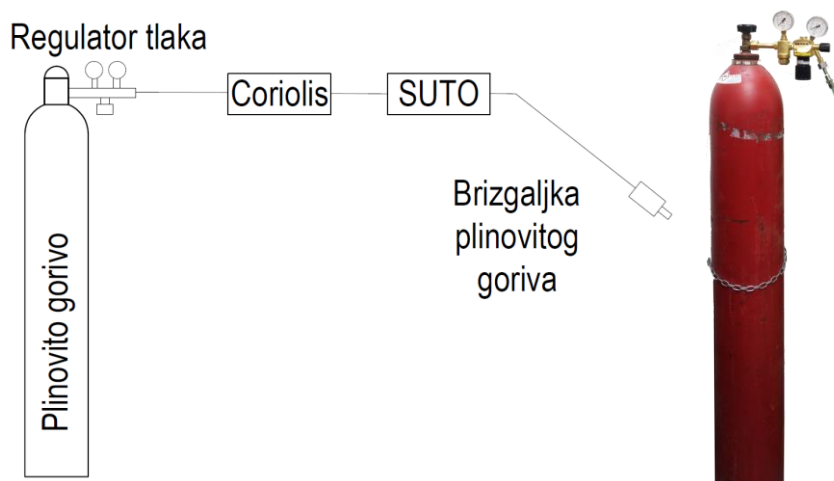 Regulator tlaka
Coriolis
SUTO
Brizgaljka
plinovitog
goriva
Plinovito gorivo